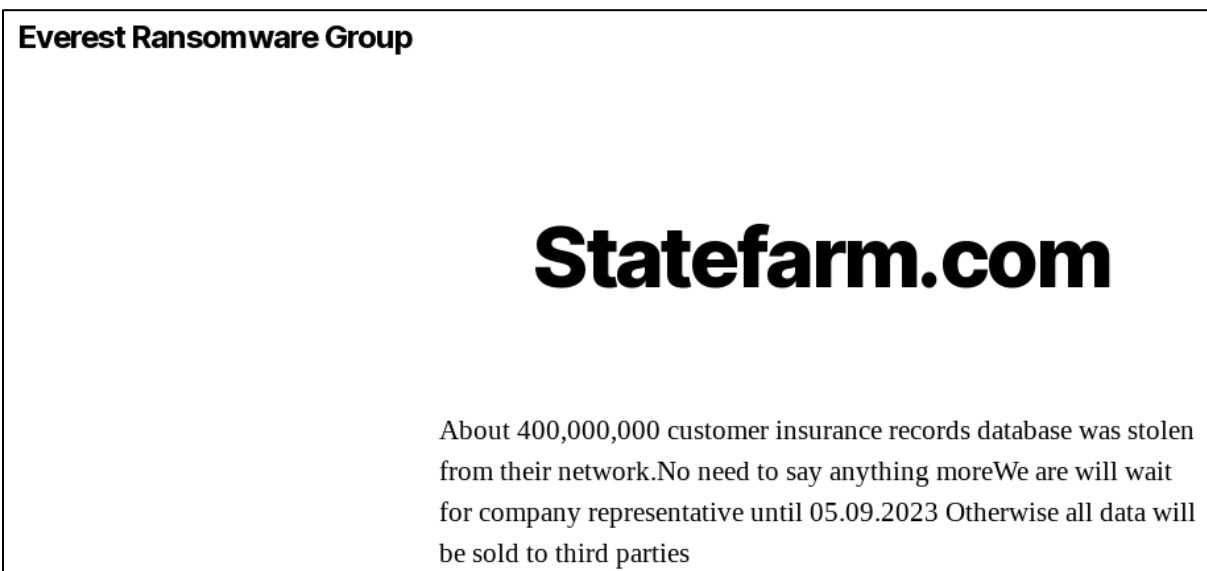 Everest Ransomware Group
Statefarm.com
About 400,000,000 customer insurance records database was stolen
from their network.No need to say anything moreWe are will wait
for company representative until 05.09.2023 Otherwise all data will
be sold to third parties